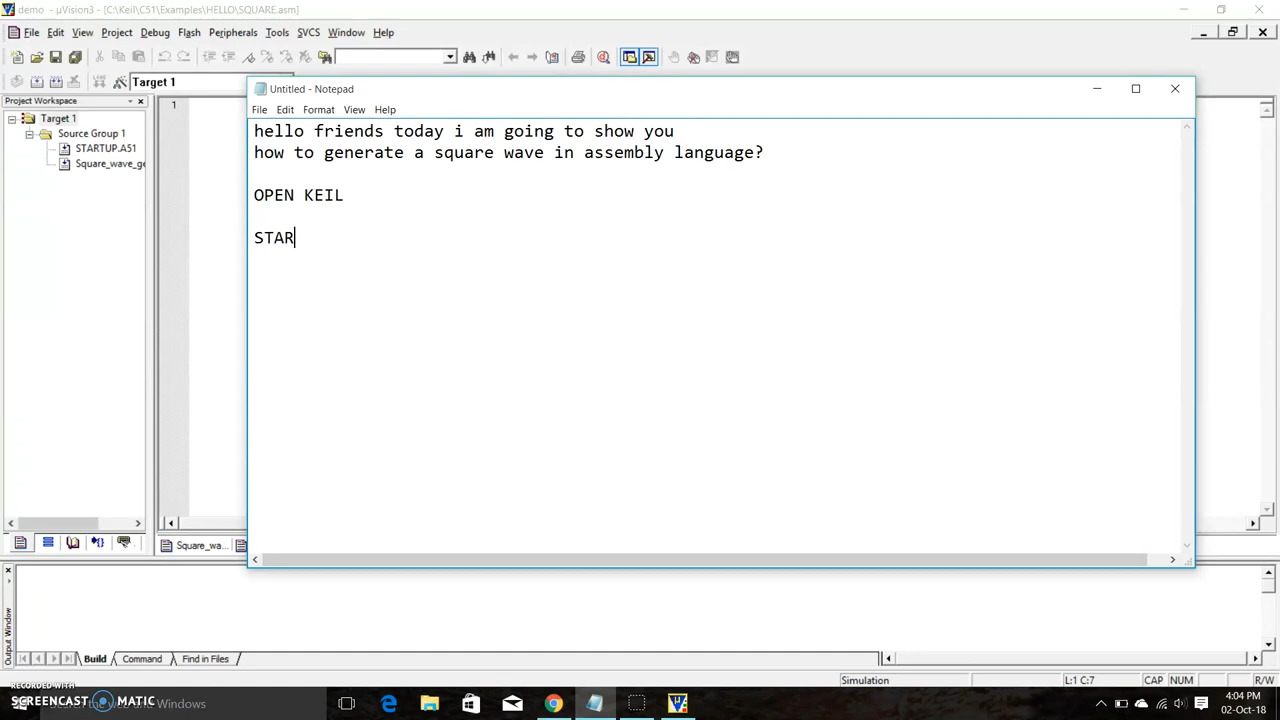 demo - µVision3 - [C:\Keil\C51\Examples\HELLO\SQUARE.asm]
File Edit View Project Debug Flash Peripherals Tools SVCS Window Help
Target 1
Project Workspace
Target 1
Source Group 1
STARTUP.A51
Square_wave_ge
1
Untitled - Notepad
File Edit Format View Help
hello friends today i am going to show you
how to generate a square wave in assembly language?
OPEN KEIL
STAR
Square_wa...
Output Window
Build Command Find in Files
Simulation L:1 C:7 CAP NUM R/W
RECORDED WITH
SCREENCAST MATIC
Windows
4:04 PM
02-Oct-18